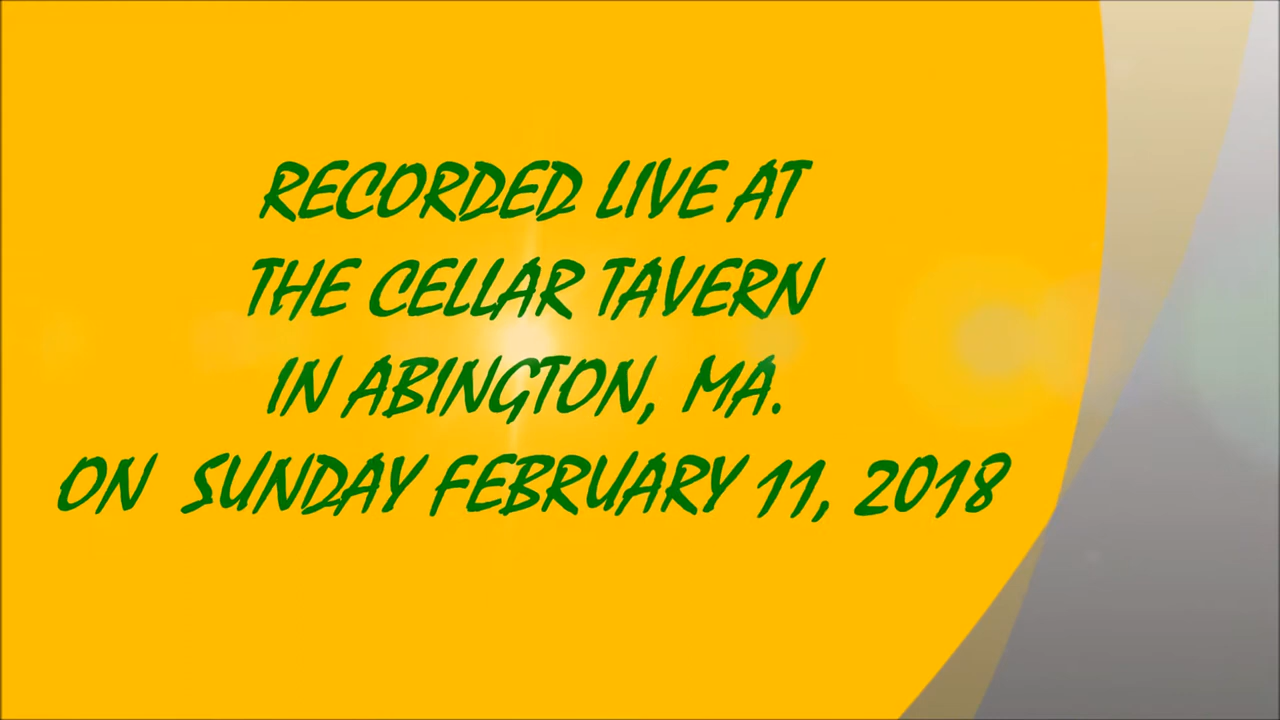 RECORDED LIVE AT
THE CELLAR TAVERN
IN ABINGTON, MA.
ON SUNDAY FEBRUARY 11, 2018